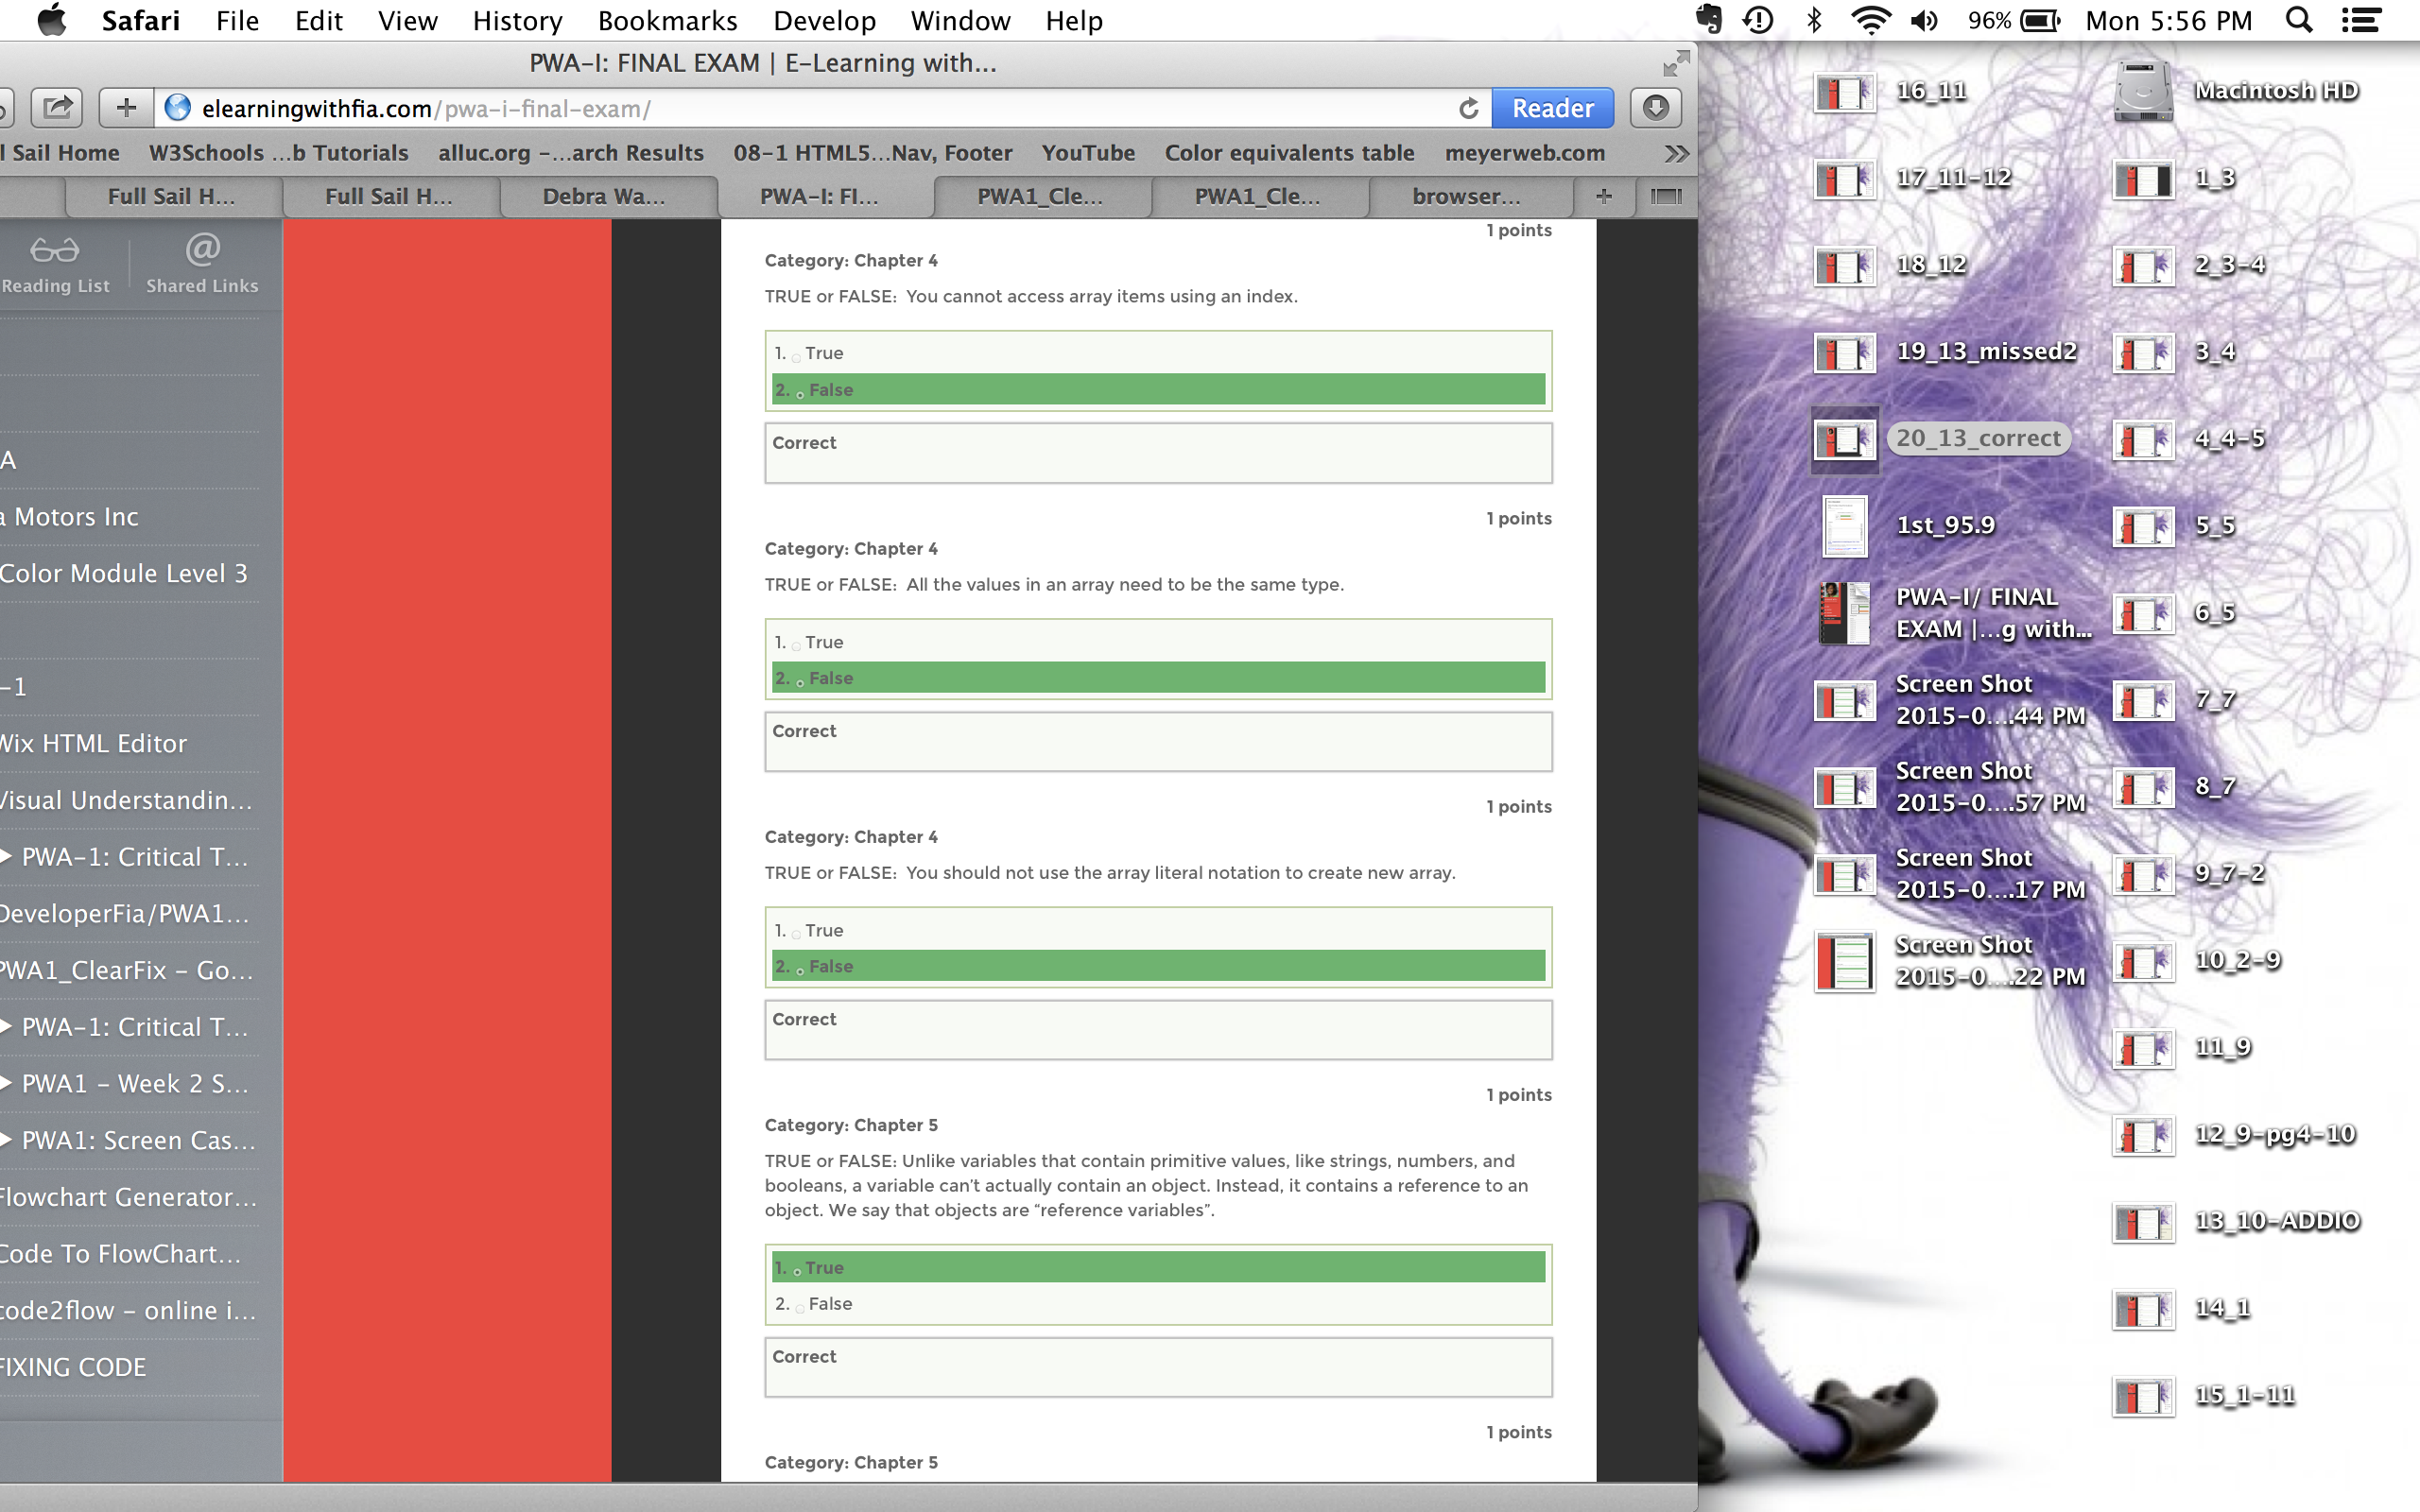 Safari File Edit View History Bookmarks Develop Window Help
96% Mon 5:56 PM
PWA-I: FINAL EXAM | E-Learning with...
elearningwithfia.com/pwa-i-final-exam/
Reader
l Sail Home W3Schools ...b Tutorials alluc.org -...arch Results 08-1 HTML5...Nav, Footer YouTube Color equivalents table meyerweb.com
Full Sail H... Full Sail H... Debra Wa... PWA-I: FI... PWA1_Cle... PWA1_Cle... browser...
Reading List
Shared Links
A
a Motors Inc
Color Module Level 3
-1
Wix HTML Editor
Visual Understandin...
PWA-1: Critical T...
DeveloperFia/PWA1...
PWA1_ClearFix - Go...
PWA-1: Critical T...
PWA1 - Week 2 S...
PWA1: Screen Cas...
Flowchart Generator...
Code To FlowChart...
code2flow - online i...
FIXING CODE
1 points
Category: Chapter 4
TRUE or FALSE: You cannot access array items using an index.
1. True
2. False
Correct
1 points
Category: Chapter 4
TRUE or FALSE: All the values in an array need to be the same type.
1. True
2. False
Correct
1 points
Category: Chapter 4
TRUE or FALSE: You should not use the array literal notation to create new array.
1. True
2. False
Correct
1 points
Category: Chapter 5
TRUE or FALSE: Unlike variables that contain primitive values, like strings, numbers, and
booleans, a variable can't actually contain an object. Instead, it contains a reference to an
object. We say that objects are "reference variables".
1. True
2. False
Correct
1 points
Category: Chapter 5
16_11
17_11-12
18_12
19_13_missed2
20_13_correct
1st_95.9
PWA-I/ FINAL
EXAM |...g with...
Screen Shot
2015-0....44 PM
Screen Shot
2015-0....57 PM
Screen Shot
2015-0....17 PM
Screen Shot
2015-0....22 PM
Macintosh HD
1_3
2_3-4
3_4
4_4-5
5_5
6_5
7_7
8_7
9_7-2
10_2-9
11_9
12_9-pg4-10
13_10-ADDIO
14_1
15_1-11